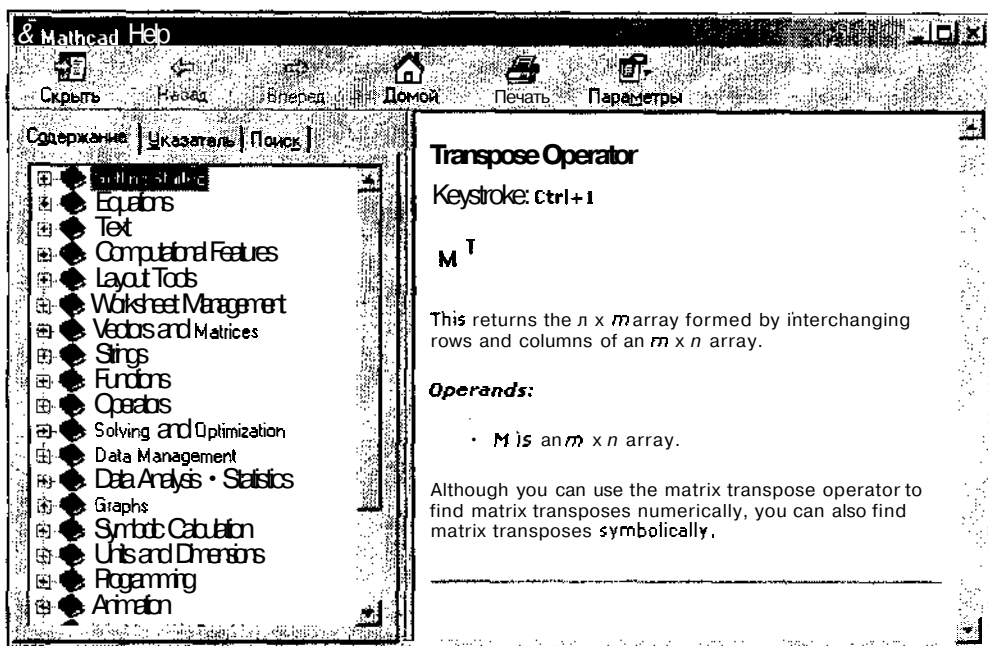 & Mathcad Help
Скрыть Назад Вперед Домой Печать Параметры
Содержание Указатель Поиск
Getting Started
Equations
Text
Computational Features
Layout Tools
Worksheet Management
Vectors and Matrices
Strings
Functions
Operators
Solving and Optimization
Data Management
Data Analysis • Statistics
Graphs
Symbolic Calculation
Units and Dimensions
Programming
Animation
Transpose Operator
Keystroke: Ctrl+1
M T
This returns the л x m array formed by interchanging
rows and columns of an m x n array.
Operands:
• M is an m x n array.
Although you can use the matrix transpose operator to
find matrix transposes numerically, you can also find
matrix transposes symbolically.